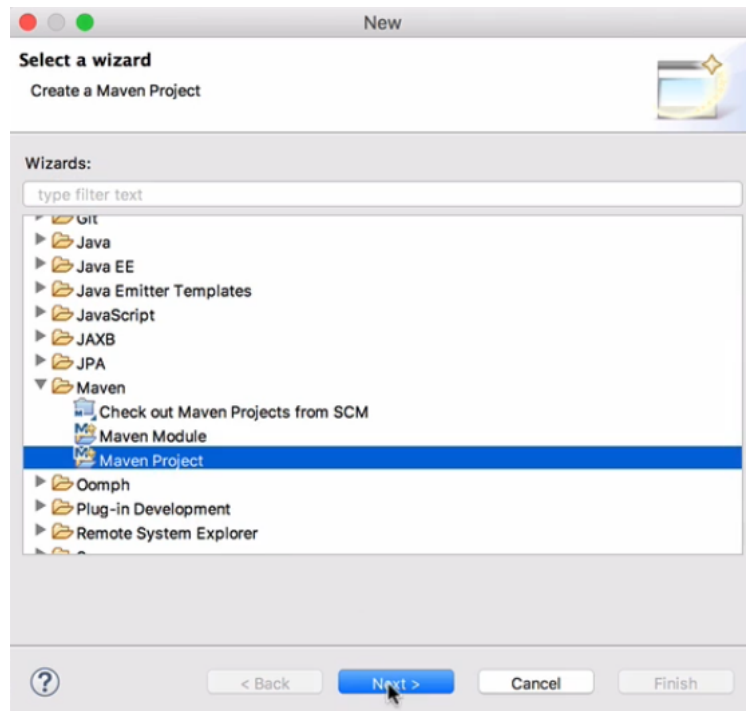 New
Select a wizard
Create a Maven Project
Wizards:
type filter text
Git
Java
Java EE
Java Emitter Templates
JavaScript
JAXB
JPA
Maven
Check out Maven Projects from SCM
Maven Module
Maven Project
Oomph
Plug-in Development
Remote System Explorer
? < Back Next > Cancel Finish